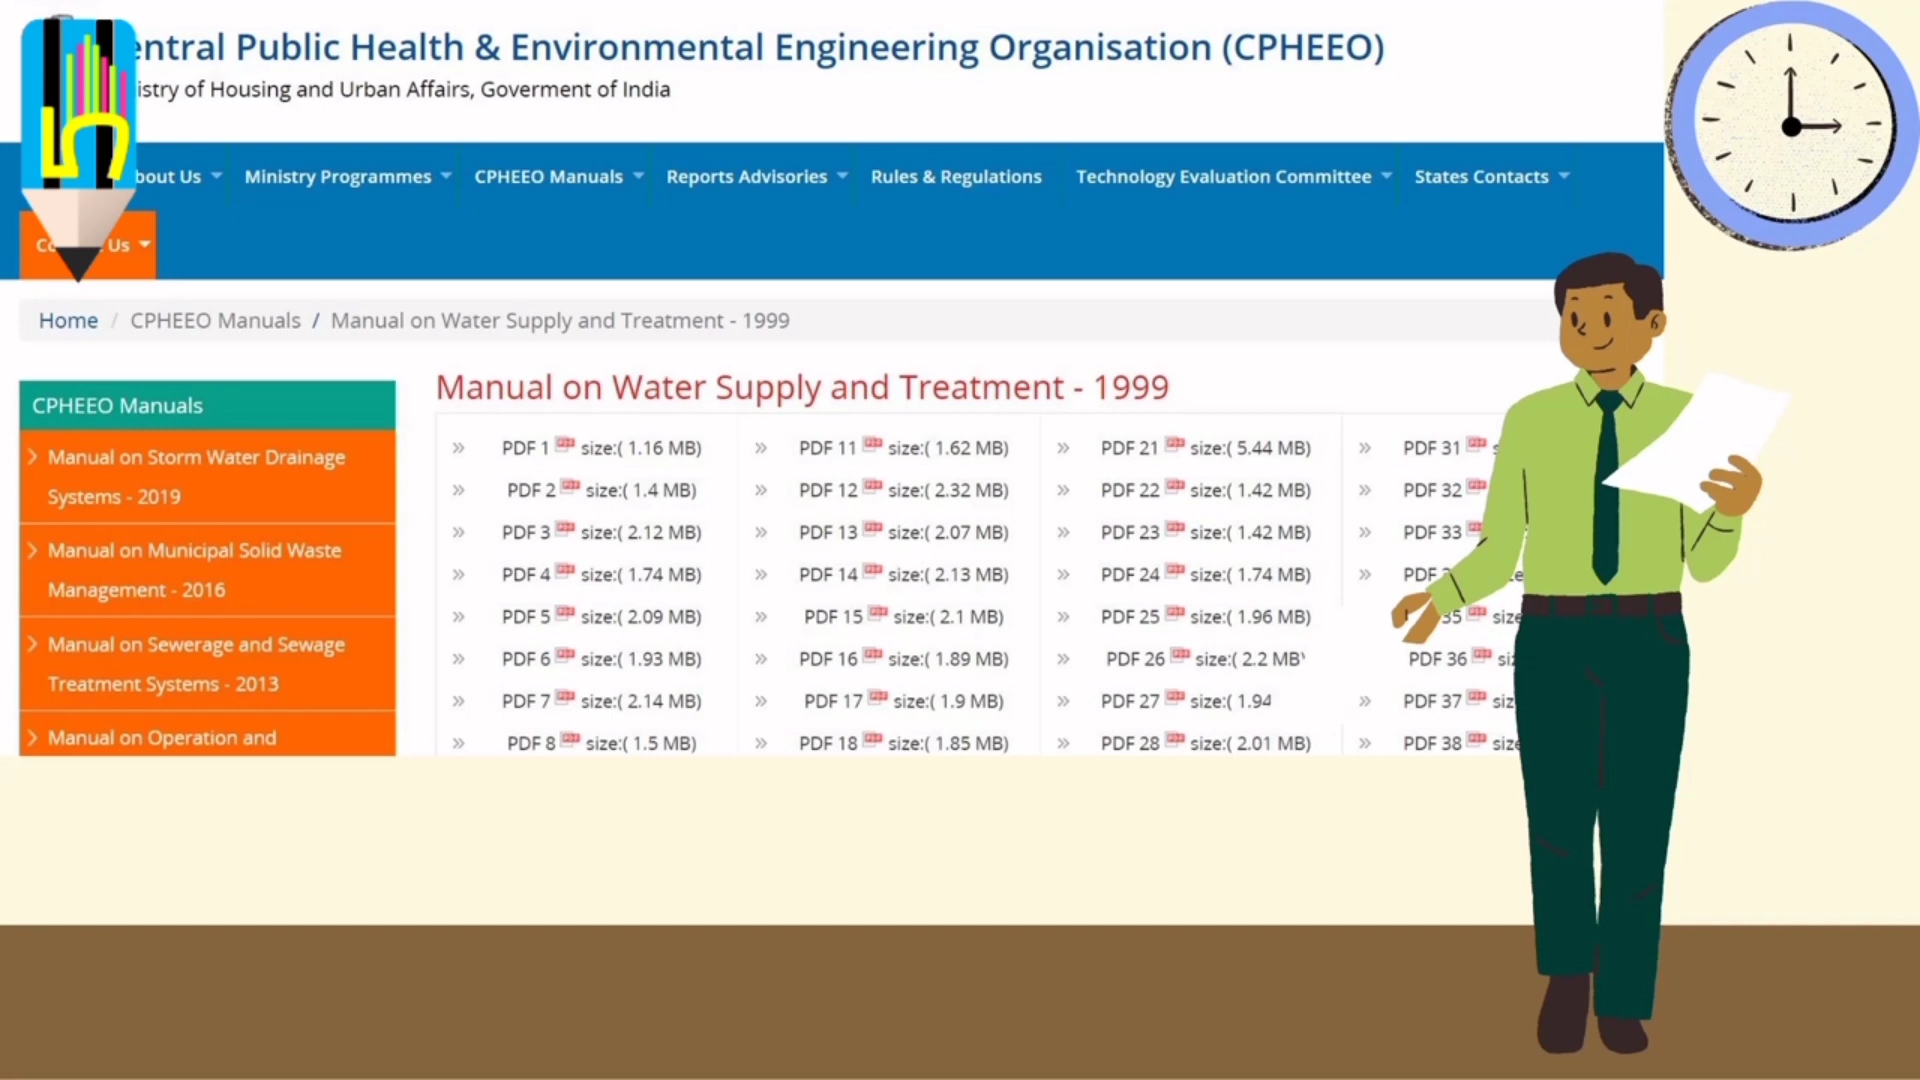 entral Public Health & Environmental Engineering Organisation (CPHEEO)
istry of Housing and Urban Affairs, Goverment of India
bout Us
Ministry Programmes
CPHEEO Manuals
Reports Advisories
Rules & Regulations
Technology Evaluation Committee
States Contacts
Us
Home / CPHEEO Manuals / Manual on Water Supply and Treatment - 1999
CPHEEO Manuals
Manual on Storm Water Drainage
Systems - 2019
Manual on Municipal Solid Waste
Management - 2016
Manual on Sewerage and Sewage
Treatment Systems - 2013
Manual on Operation and
Manual on Water Supply and Treatment - 1999
» PDF 1 size:( 1.16 MB) » PDF 11 size:( 1.62 MB) » PDF 21 size:( 5.44 MB) » PDF 31
» PDF 2 size:( 1.4 MB) » PDF 12 size:( 2.32 MB) » PDF 22 size:( 1.42 MB) » PDF 32
» PDF 3 size:( 2.12 MB) » PDF 13 size:( 2.07 MB) » PDF 23 size:( 1.42 MB) » PDF 33
» PDF 4 size:( 1.74 MB) » PDF 14 size:( 2.13 MB) » PDF 24 size:( 1.74 MB) » PDF
» PDF 5 size:( 2.09 MB) » PDF 15 size:( 2.1 MB) » PDF 25 size:( 1.96 MB) 35 size
» PDF 6 size:( 1.93 MB) » PDF 16 size:( 1.89 MB) » PDF 26 size:( 2.2 MB PDF 36 si
» PDF 7 size:( 2.14 MB) » PDF 17 size:( 1.9 MB) » PDF 27 size:( 1.94 » PDF 37 siz
» PDF 8 size:( 1.5 MB) » PDF 18 size:( 1.85 MB) » PDF 28 size:( 2.01 MB) » PDF 38 size